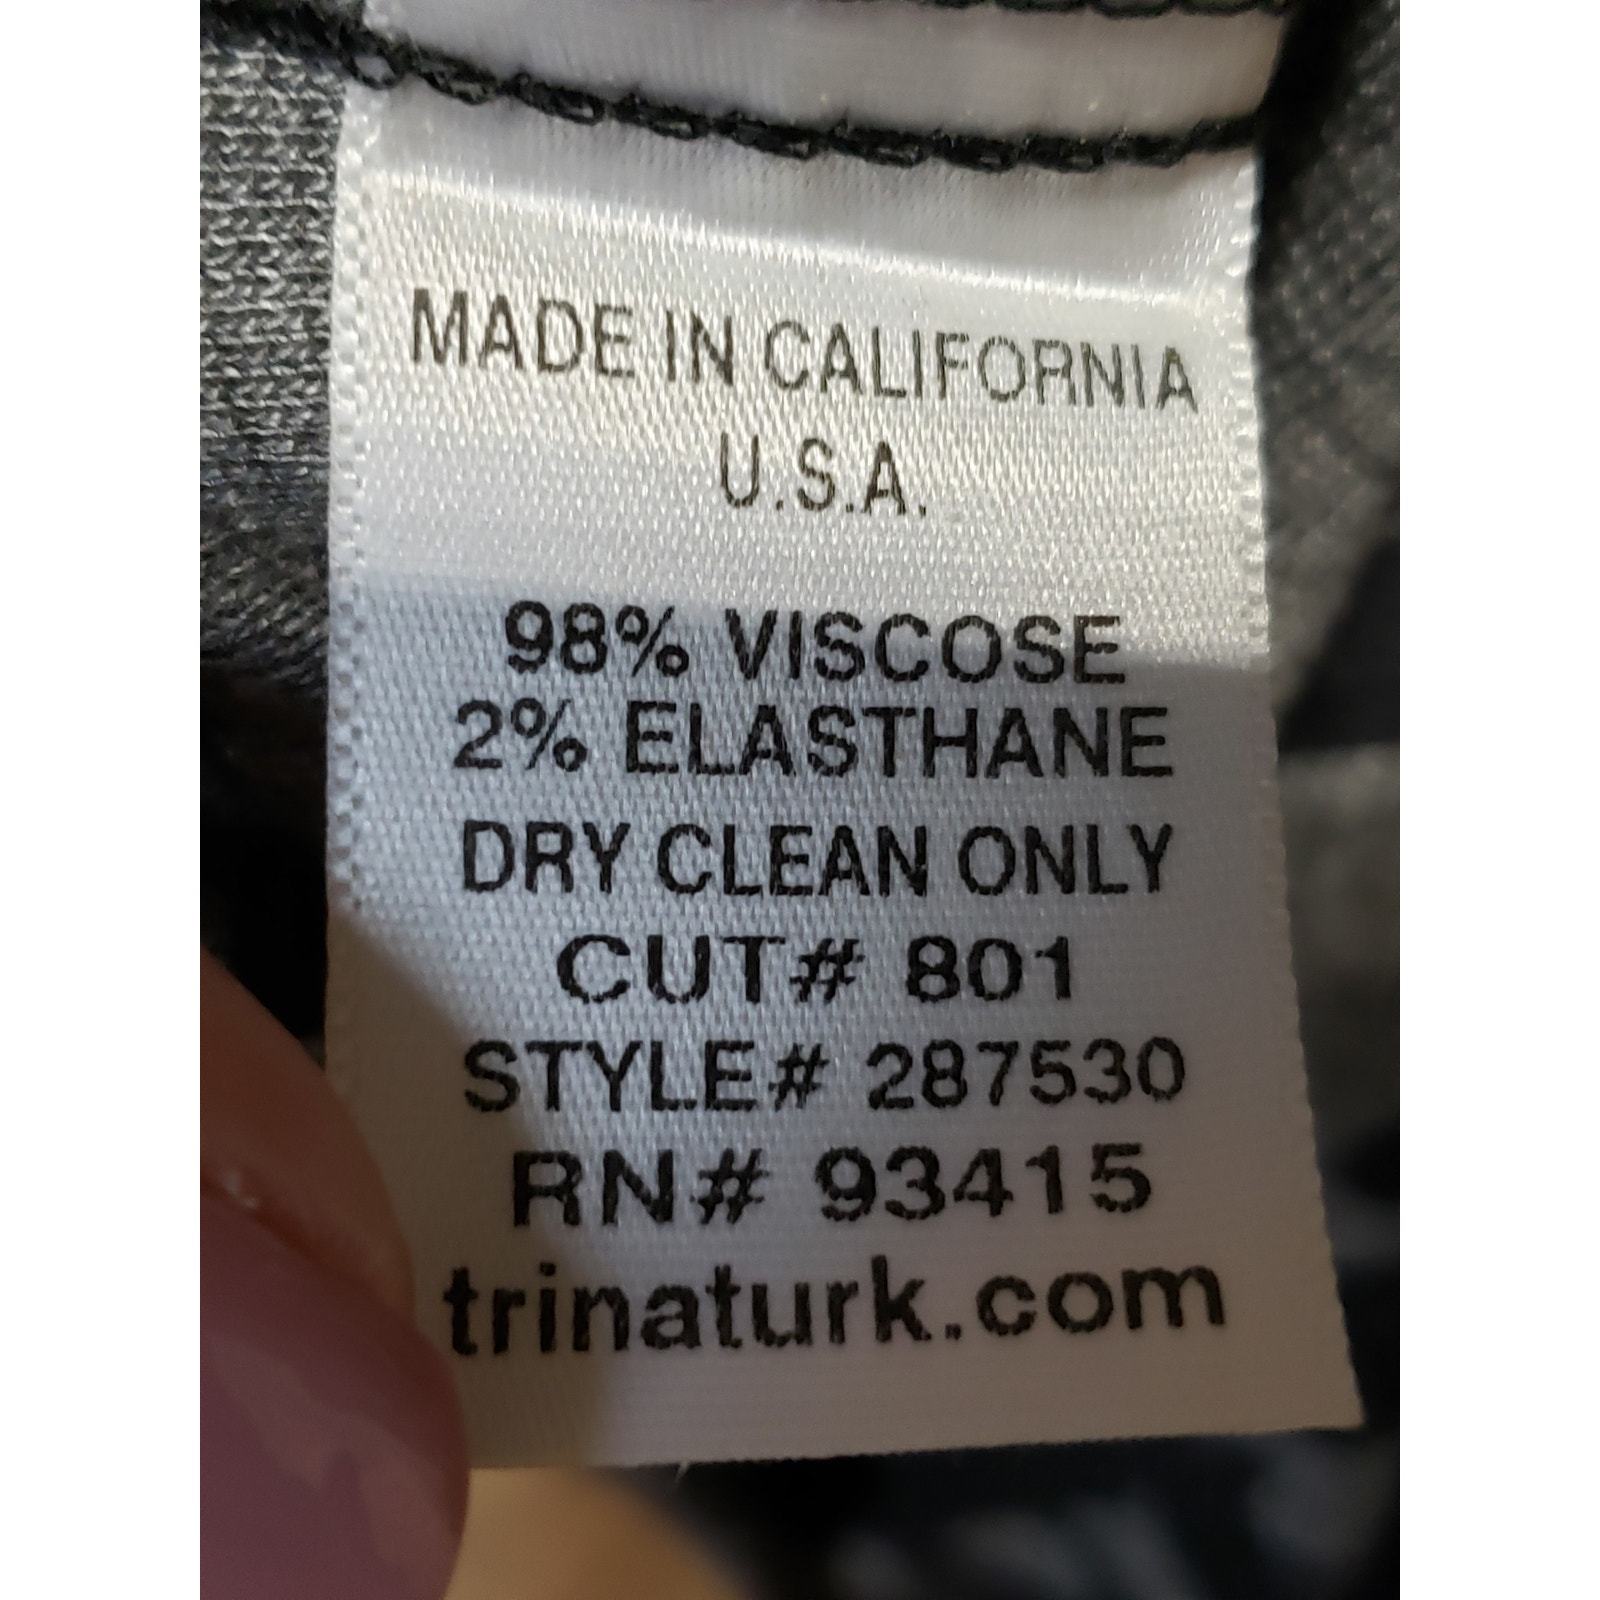 MADE IN CALIFORNIA
U.S.A.
98% VISCOSE
2% ELASTHANE
DRY CLEAN ONLY
CUT# 801
STYLE# 287530
RN# 93415
trinaturk.com